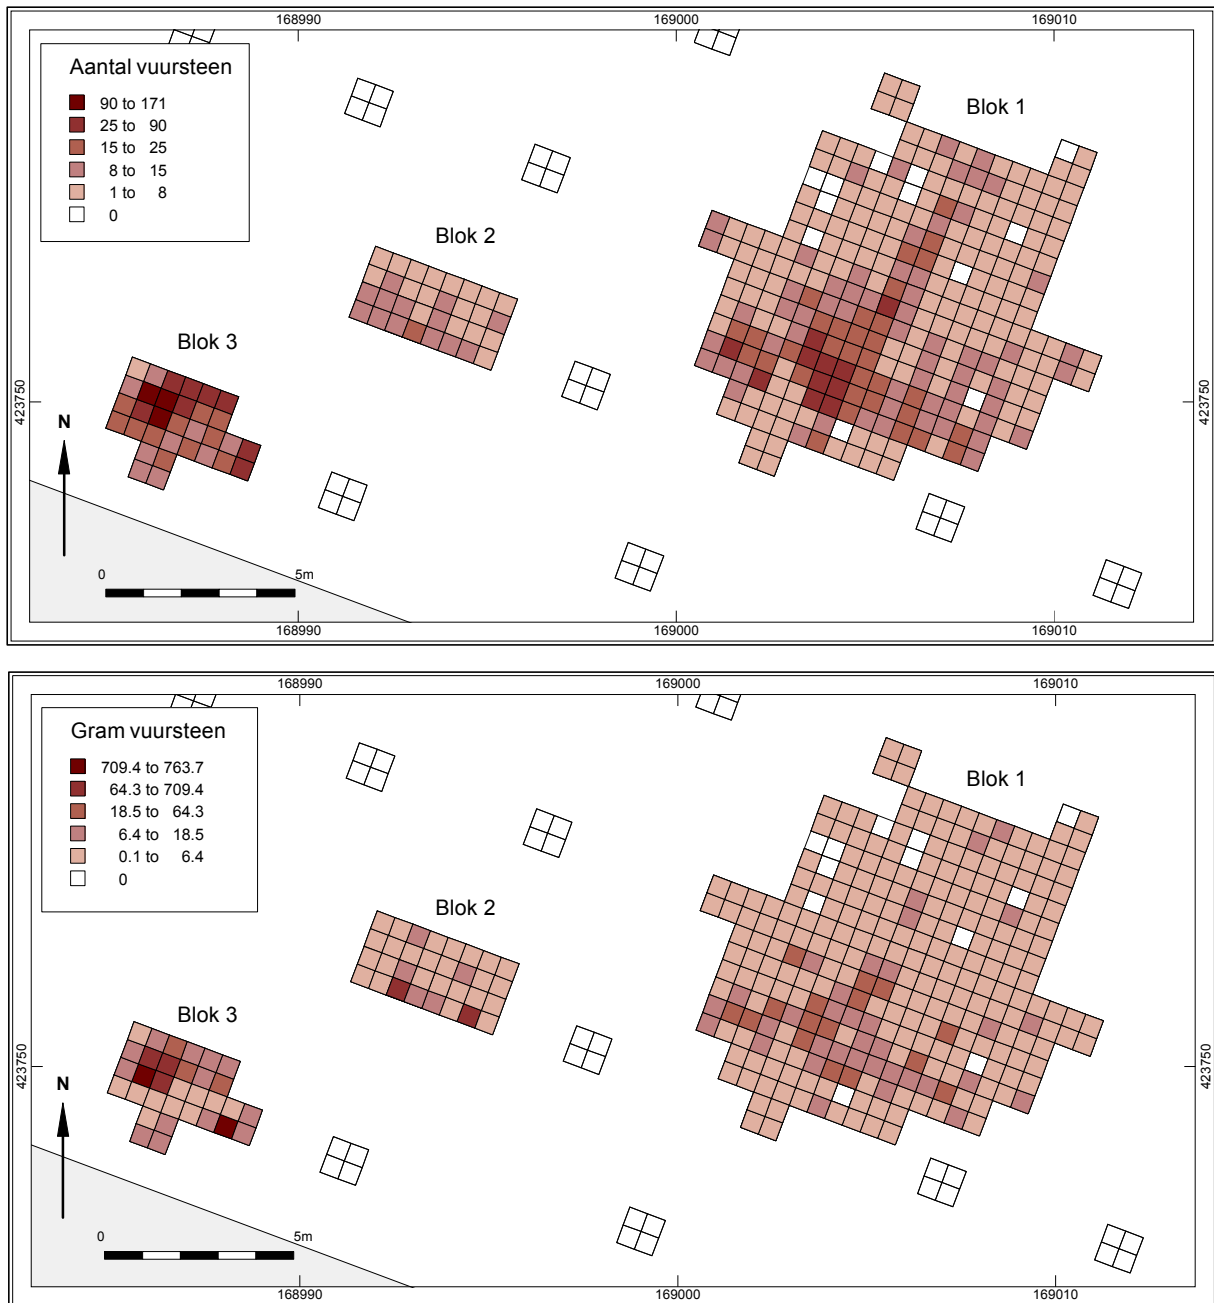 168990 169000 169010
Aantal vuursteen
90 to 171
25 to 90
15 to 25
8 to 15
1 to 8
0
Blok 1
Blok 2
Blok 3
423750 423750
N
0 5m
168990 169000 169010
168990 169000 169010
Gram vuursteen
709.4 to 763.7
64.3 to 709.4
18.5 to 64.3
6.4 to 18.5
0.1 to 6.4
0
Blok 1
Blok 2
Blok 3
423750 423750
N
0 5m
168990 169000 169010